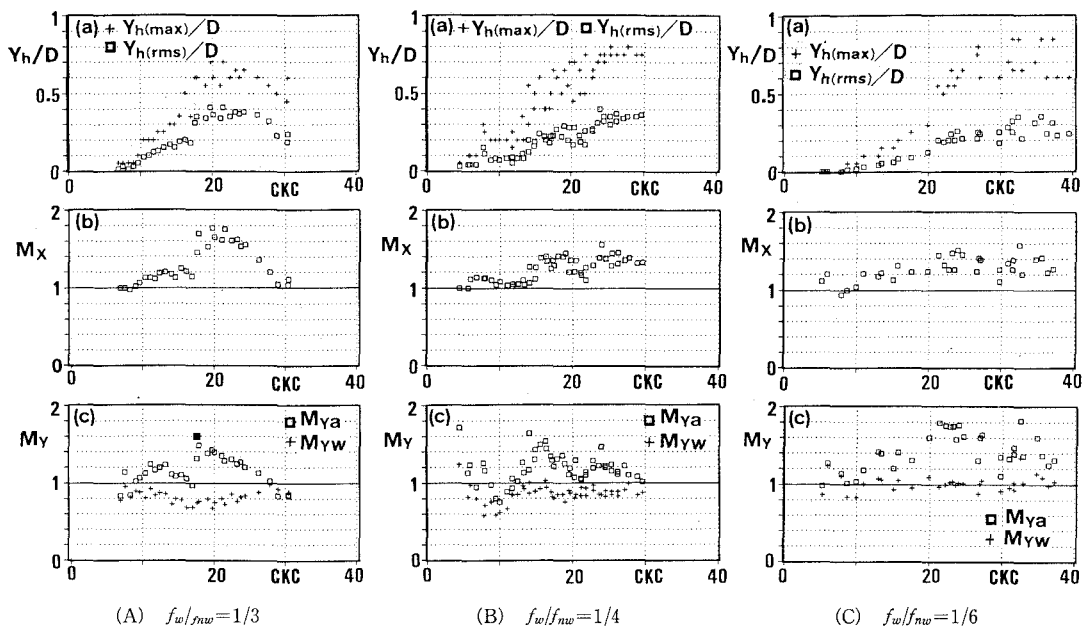 (a) + Yh(max)/D
□ Yh(rms)/D
Yh/D
1
0.5
0
0 20 CKC 40
(b)
MX
2
1
0
0 20 CKC 40
(c)
□ MYa
+ MYw
MY
2
1
0
0 20 CKC 40
(A) fw/fnw=1/3
(a) + Yh(max)/D □ Yh(rms)/D
Yh/D
1
0.5
0
0 20 CKC 40
(b)
MX
2
1
0
0 20 CKC 40
(c)
□ MYa
+ MYw
MY
2
1
0
0 20 CKC 40
(B) fw/fnw=1/4
(a)
+ Yh(max)/D
□ Yh(rms)/D
Yh/D
1
0.5
0
0 20 CKC 40
(b)
MX
2
1
0
0 20 CKC 40
(c)
MY
□ MYa
+ MYw
2
1
0
0 20 CKC 40
(C) fw/fnw=1/6